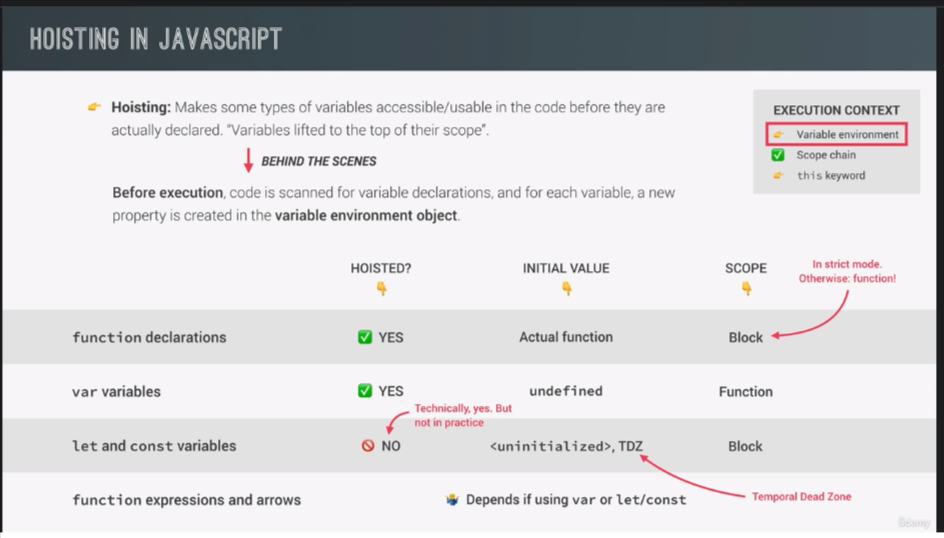 HOISTING IN JAVASCRIPT
Hoisting: Makes some types of variables accessible/usable in the code before they are
actually declared. “Variables lifted to the top of their scope”.
BEHIND THE SCENES
Before execution, code is scanned for variable declarations, and for each variable, a new
property is created in the variable environment object.
EXECUTION CONTEXT
Variable environment
Scope chain
this keyword
HOISTED?
INITIAL VALUE
SCOPE
In strict mode.
Otherwise: function!
function declarations
YES
Actual function
Block
var variables
YES
undefined
Function
Technically, yes. But
not in practice
let and const variables
NO
<uninitialized>, TDZ
Block
Temporal Dead Zone
function expressions and arrows
Depends if using var or let/const
Udemy